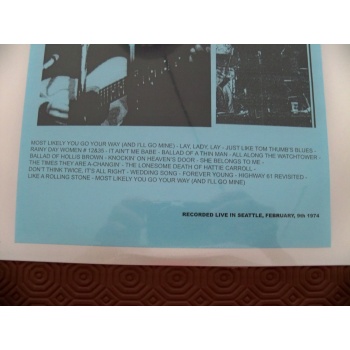 MOST LIKELY YOU GO YOUR WAY (AND I'LL GO MINE) - LAY, LADY, LAY - JUST LIKE TOM THUMB'S BLUES -
RAINY DAY WOMEN # 12&35 - IT AIN'T ME BABE - BALLAD OF A THIN MAN - ALL ALONG THE WATCHTOWER -
BALLAD OF HOLLIS BROWN - KNOCKIN' ON HEAVEN'S DOOR - SHE BELONGS TO ME -
THE TIMES THEY ARE A-CHANGIN' - THE LONESOME DEATH OF HATTIE CARROLL -
DON'T THINK TWICE, IT'S ALL RIGHT - WEDDING SONG - FOREVER YOUNG - HIGHWAY 61 REVISITED -
LIKE A ROLLING STONE - MOST LIKELY YOU GO YOUR WAY (AND I'LL GO MINE)
RECORDED LIVE IN SEATTLE, FEBRUARY, 9th 1974